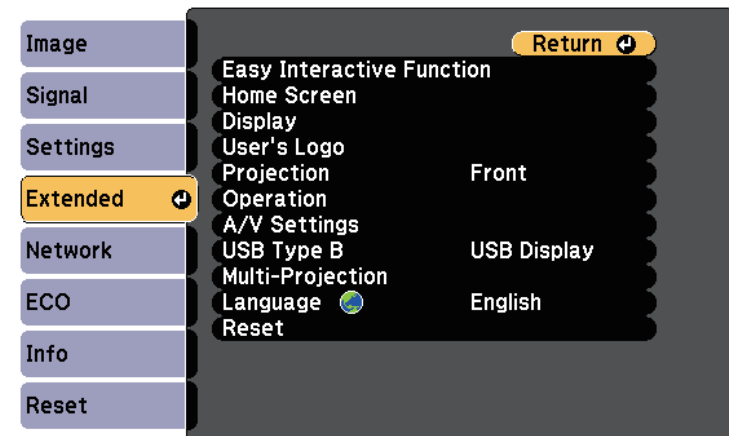 Image
Signal
Settings
Extended
Network
ECO
Info
Reset
Return
Easy Interactive Function
Home Screen
Display
User's Logo
Projection Front
Operation
A/V Settings
USB Type B USB Display
Multi-Projection
Language English
Reset